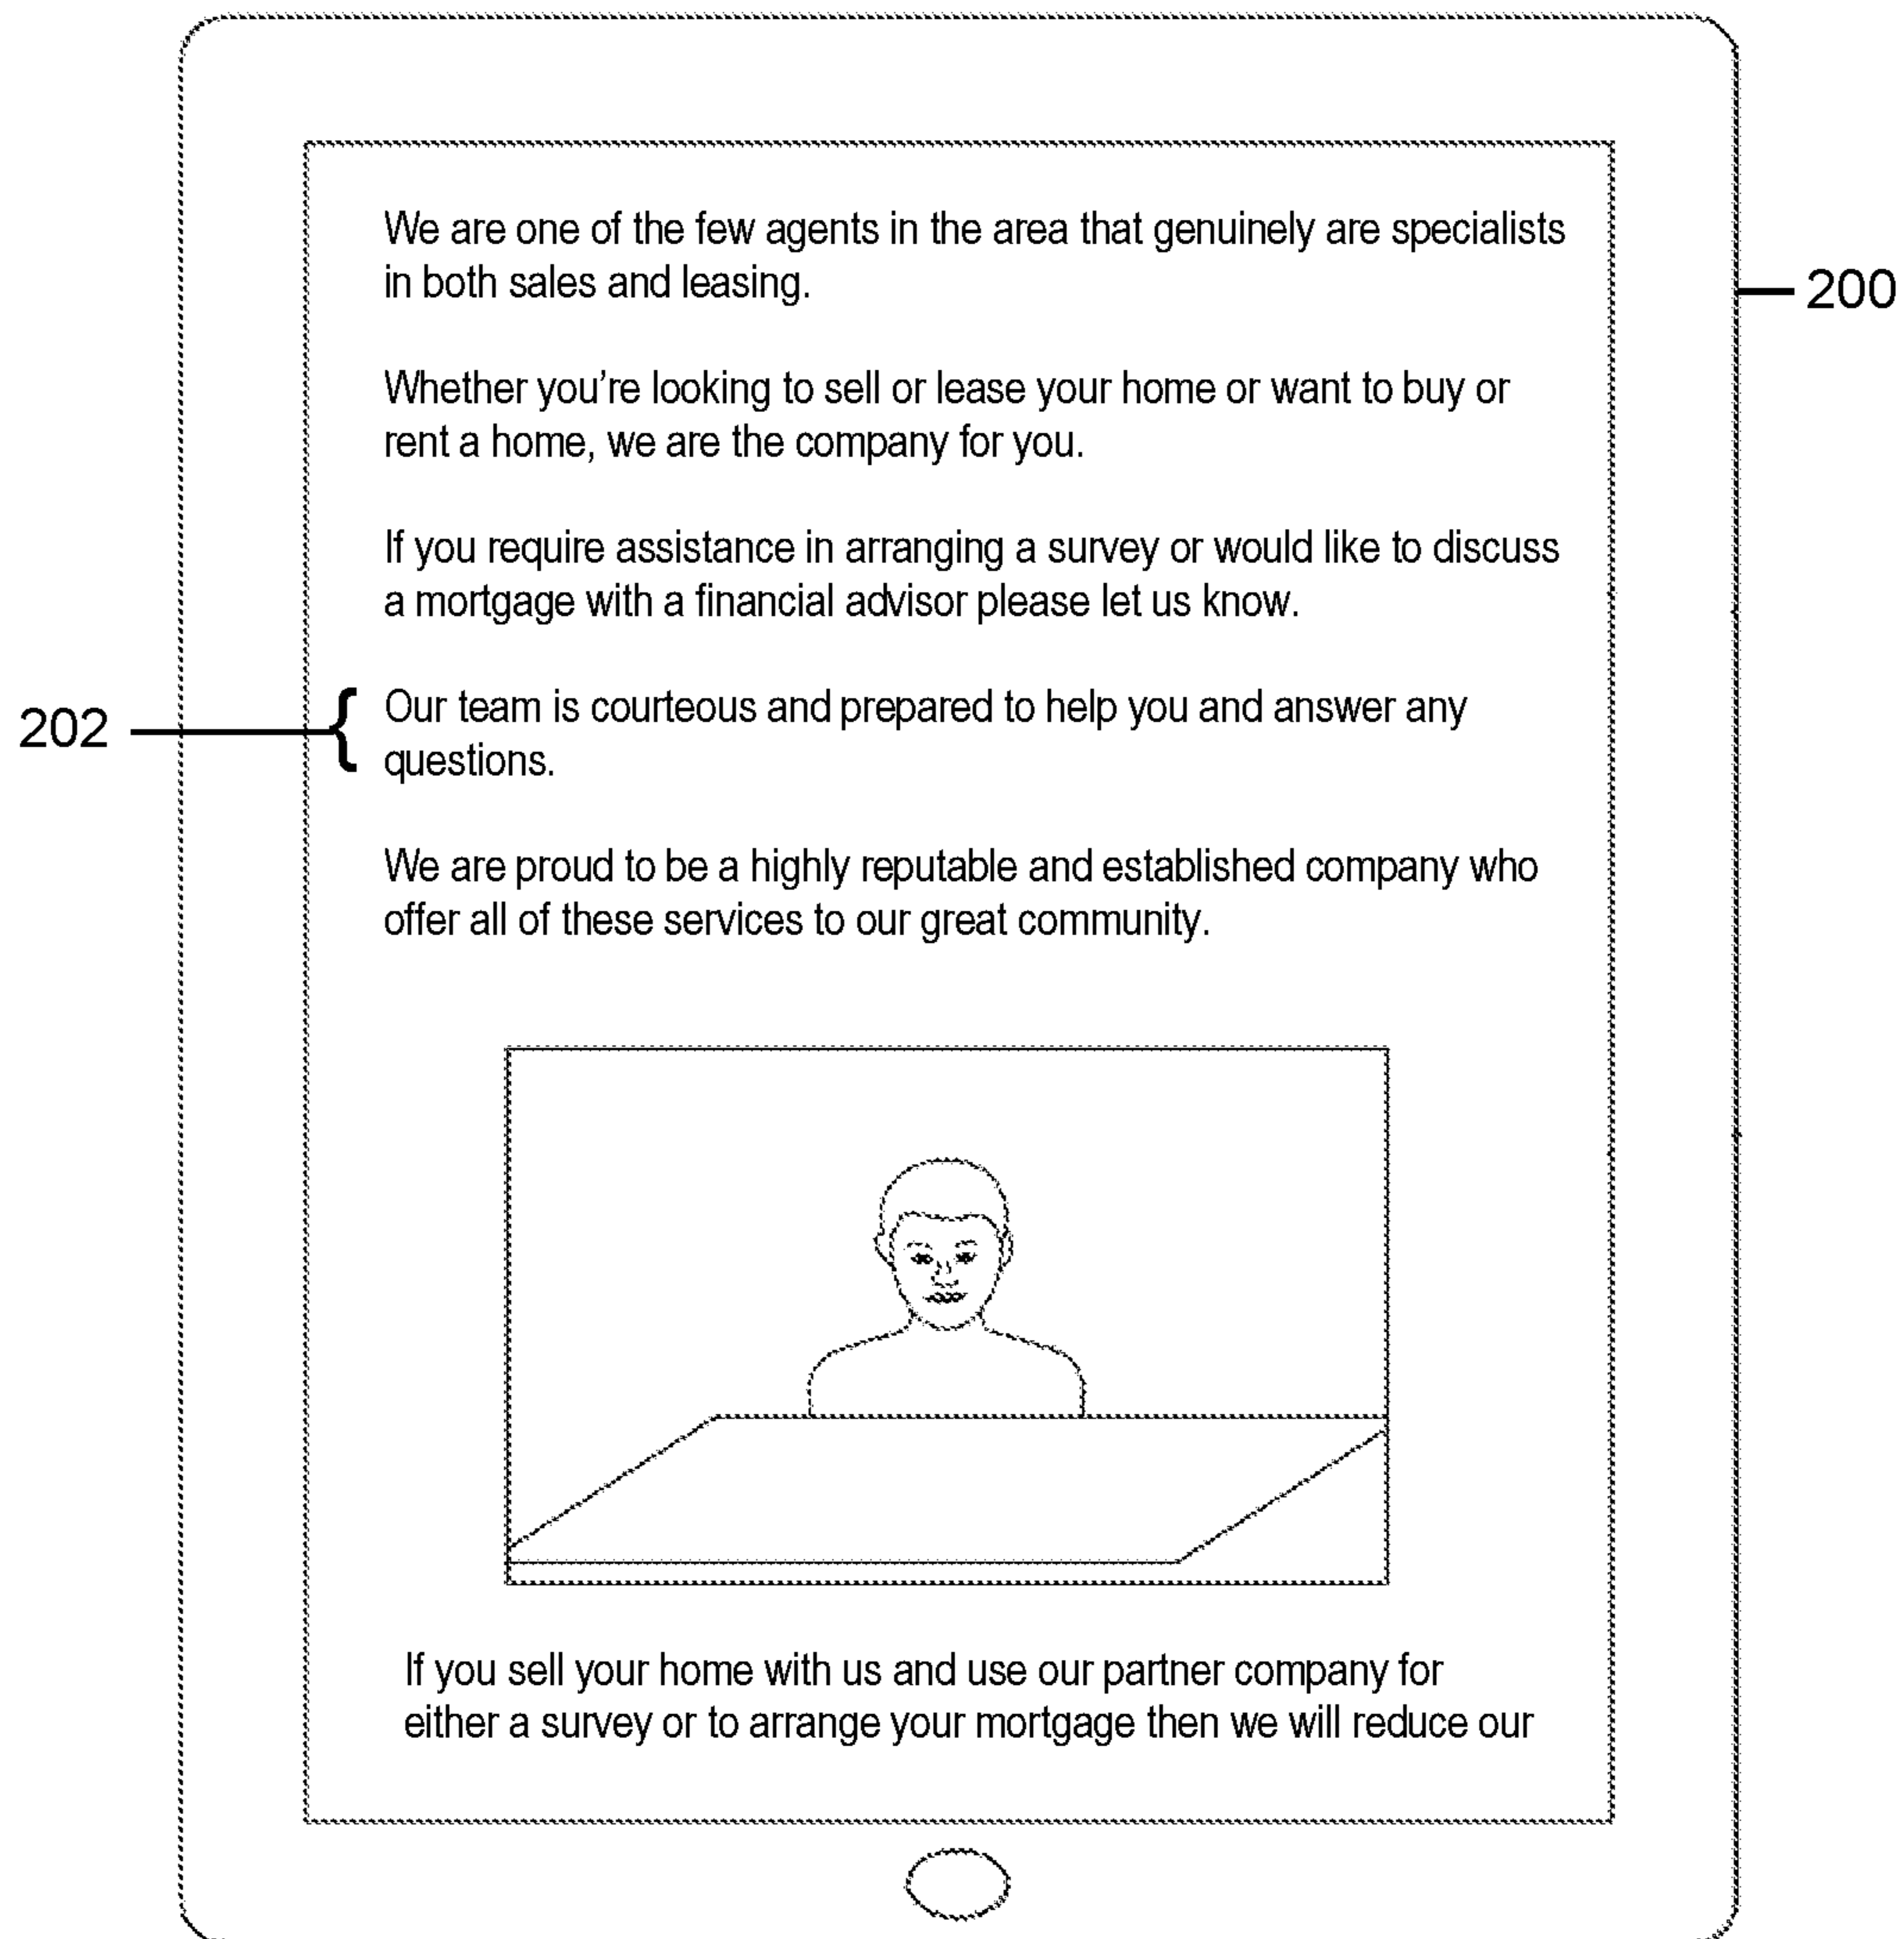 We are one of the few agents in the area that genuinely are specialists
in both sales and leasing.
200
Whether you're looking to sell or lease your home or want to buy or
rent a home, we are the company for you.
If you require assistance in arranging a survey or would like to discuss
a mortgage with a financial advisor please let us know.
202
Our team is courteous and prepared to help you and answer any
questions.
We are proud to be a highly reputable and established company who
offer all of these services to our great community.
If you sell your home with us and use our partner company for
either a survey or to arrange your mortgage then we will reduce our